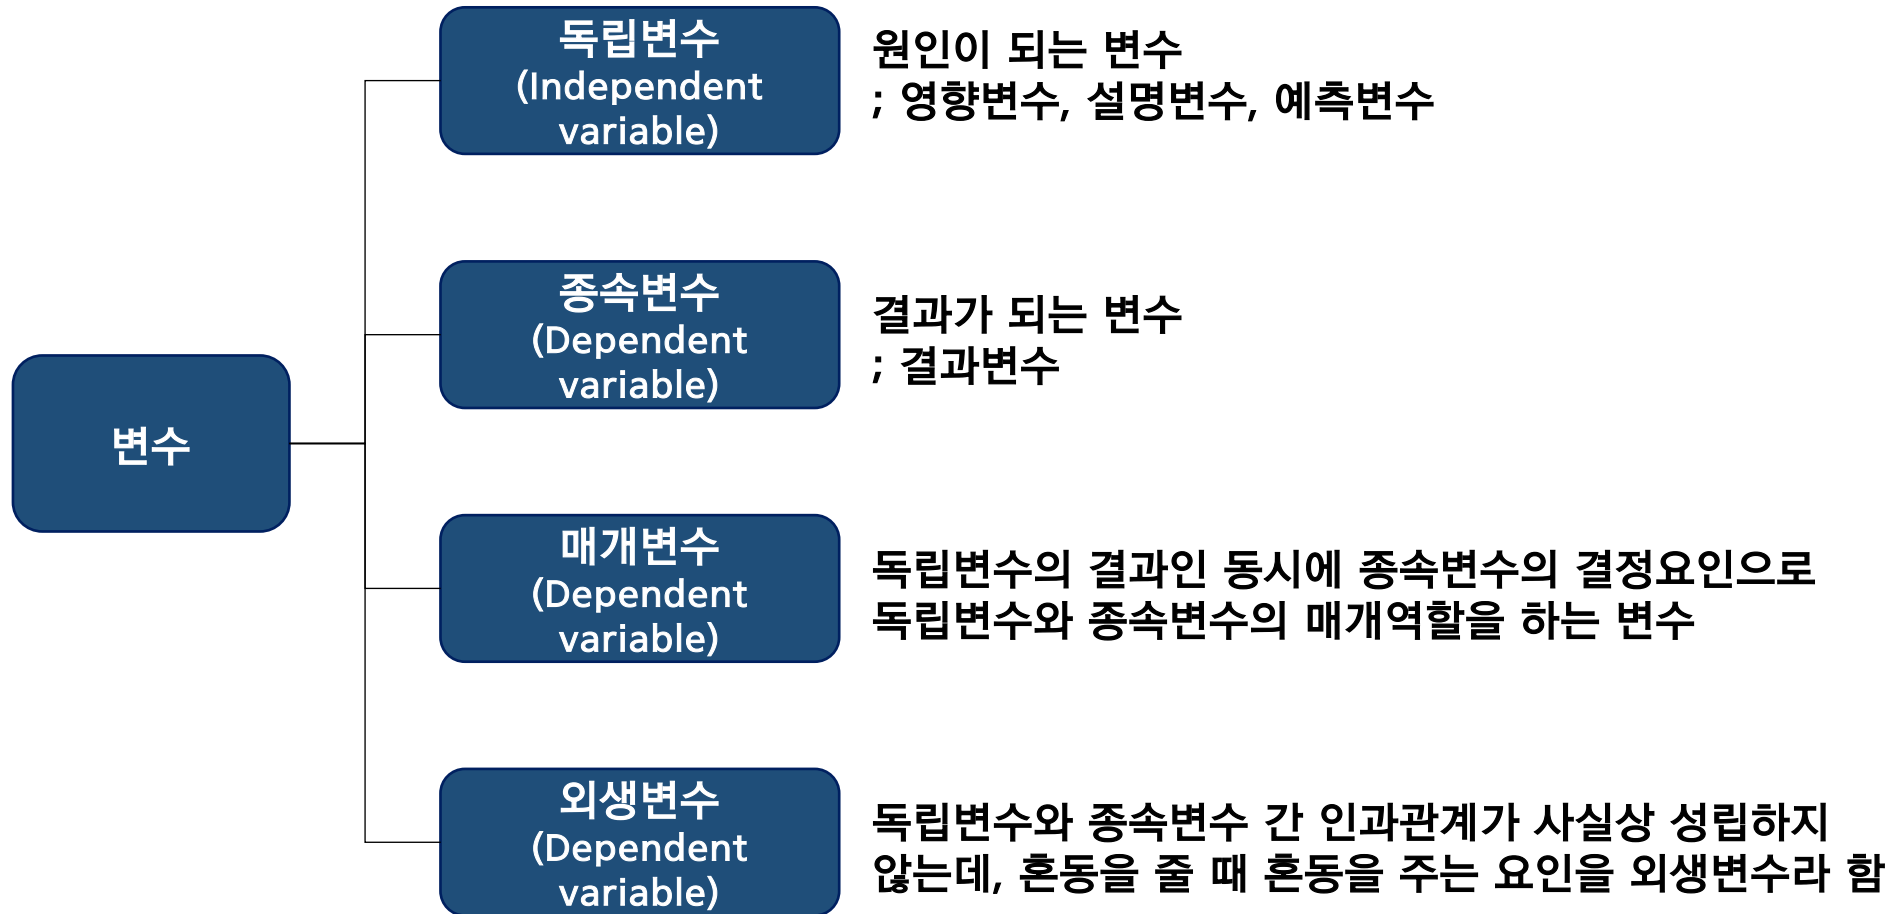 변수
독립변수
(Independent
variable)
원인이 되는 변수
; 영향변수, 설명변수, 예측변수
종속변수
(Dependent
variable)
결과가 되는 변수
; 결과변수
매개변수
(Dependent
variable)
독립변수의 결과인 동시에 종속변수의 결정요인으로
독립변수와 종속변수의 매개역할을 하는 변수
외생변수
(Dependent
variable)
독립변수와 종속변수 간 인과관계가 사실상 성립하지
않는데, 혼동을 줄 때 혼동을 주는 요인을 외생변수라 함